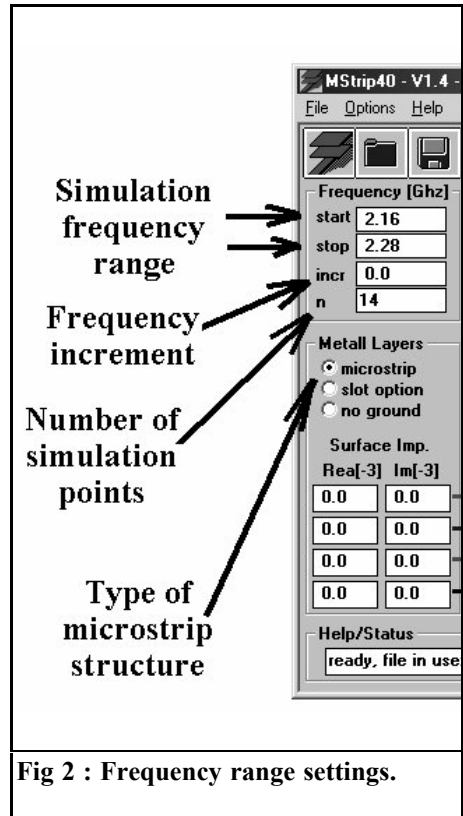 MStrip40 - V1.4 -
File Options Help
Simulation
frequency
range
Frequency
increment
Number of
simulation
points
Type of
microstrip
structure
Frequency [Ghz]
start 2.16
stop 2.28
incr 0.0
n 14
Metall Layers
microstrip
slot option
no ground
Surface Imp.
Rea[-3] Im[-3]
0.0 0.0
0.0 0.0
0.0 0.0
0.0 0.0
Help/Status
ready, file in use:
Fig 2 : Frequency range settings.